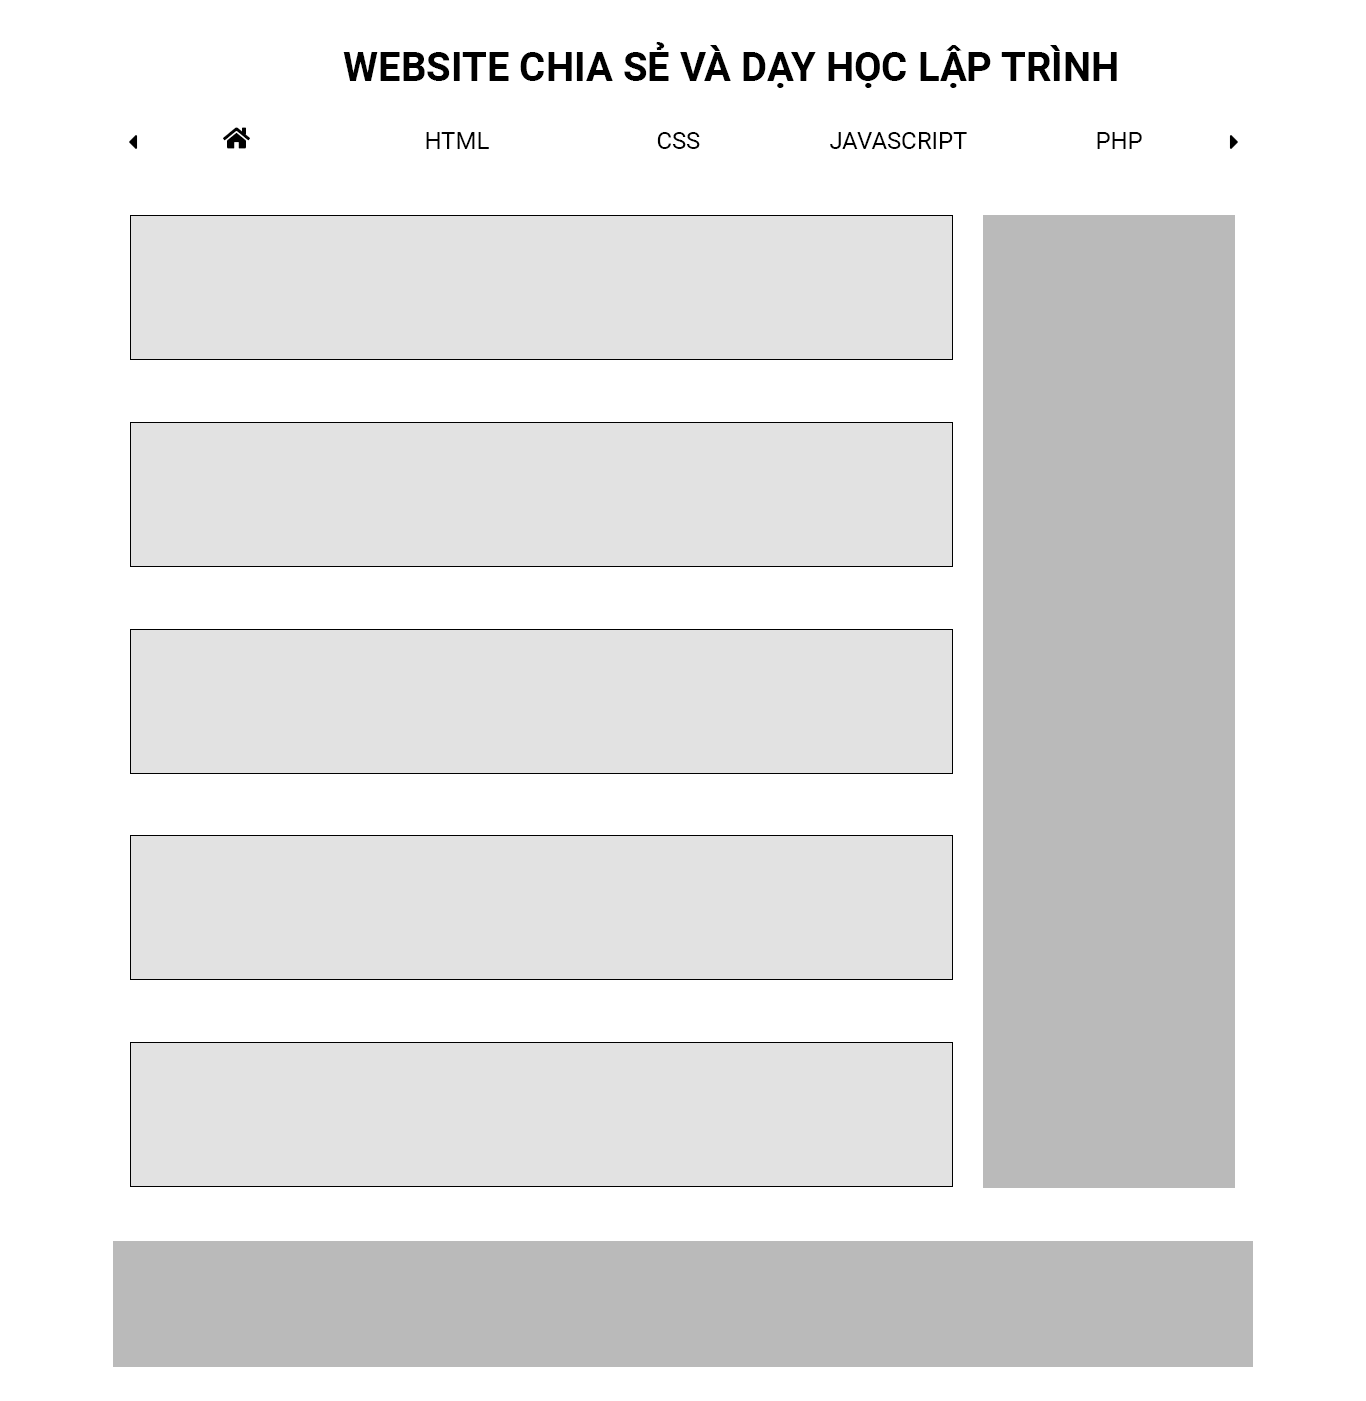 WEBSITE CHIA SẺ VÀ DẠY HỌC LẬP TRÌNH
HTML CSS JAVASCRIPT PHP